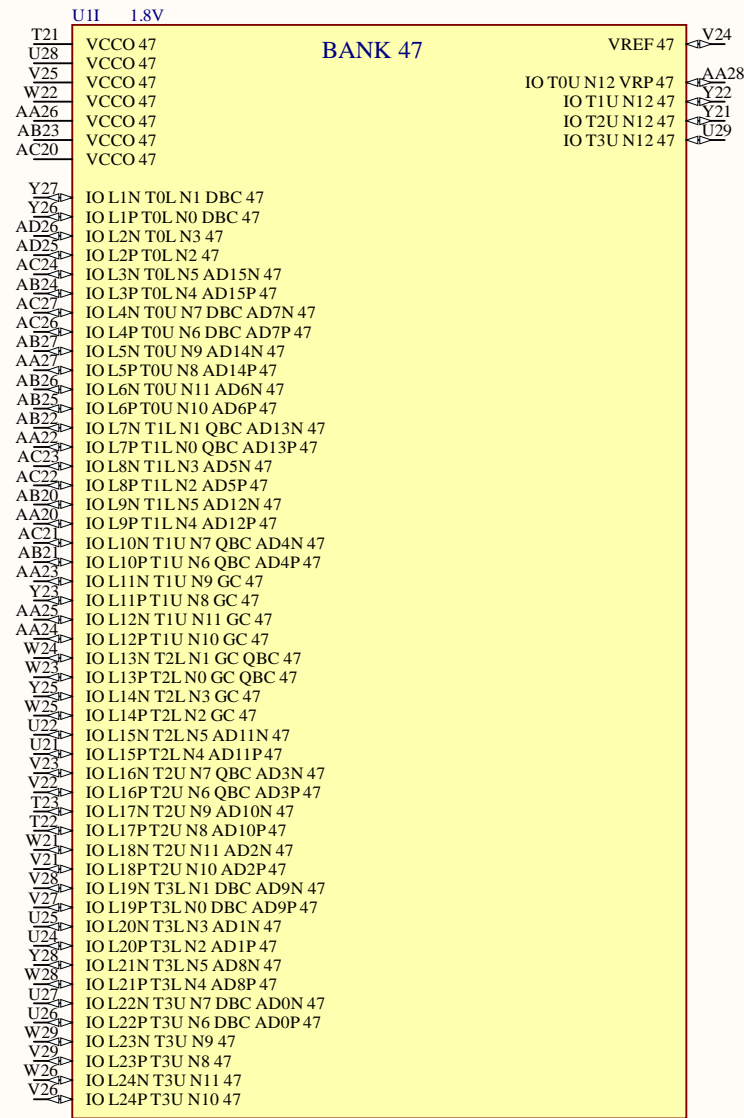 U1I 1.8V
BANK 47
T21 VCCO 47
U28 VCCO 47
V25 VCCO 47
W22 VCCO 47
AA26 VCCO 47
AB23 VCCO 47
AC20 VCCO 47
VREF 47 V24
IO T0U N12 VRP 47 AA28
IO T1U N12 47 Y22
IO T2U N12 47 Y21
IO T3U N12 47 U29
Y27 IO L1N T0L N1 DBC 47
Y26 IO L1P T0L N0 DBC 47
AD26 IO L2N T0L N3 47
AD25 IO L2P T0L N2 47
AC24 IO L3N T0L N5 AD15N 47
AB24 IO L3P T0L N4 AD15P 47
AC27 IO L4N T0U N7 DBC AD7N 47
AC26 IO L4P T0U N6 DBC AD7P 47
AB27 IO L5N T0U N9 AD14N 47
AA27 IO L5P T0U N8 AD14P 47
AB26 IO L6N T0U N11 AD6N 47
AB25 IO L6P T0U N10 AD6P 47
AB22 IO L7N T1L N1 QBC AD13N 47
AA22 IO L7P T1L N0 QBC AD13P 47
AC23 IO L8N T1L N3 AD5N 47
AC22 IO L8P T1L N2 AD5P 47
AB20 IO L9N T1L N5 AD12N 47
AA20 IO L9P T1L N4 AD12P 47
AC21 IO L10N T1U N7 QBC AD4N 47
AB21 IO L10P T1U N6 QBC AD4P 47
AA23 IO L11N T1U N9 GC 47
Y23 IO L11P T1U N8 GC 47
AA25 IO L12N T1U N11 GC 47
AA24 IO L12P T1U N10 GC 47
W24 IO L13N T2L N1 GC QBC 47
W23 IO L13P T2L N0 GC QBC 47
Y25 IO L14N T2L N3 GC 47
W25 IO L14P T2L N2 GC 47
U22 IO L15N T2L N5 AD11N 47
U21 IO L15P T2L N4 AD11P 47
V23 IO L16N T2U N7 QBC AD3N 47
V22 IO L16P T2U N6 QBC AD3P 47
T23 IO L17N T2U N9 AD10N 47
T22 IO L17P T2U N8 AD10P 47
W21 IO L18N T2U N11 AD2N 47
V21 IO L18P T2U N10 AD2P 47
V28 IO L19N T3L N1 DBC AD9N 47
V27 IO L19P T3L N0 DBC AD9P 47
U25 IO L20N T3L N3 AD1N 47
U24 IO L20P T3L N2 AD1P 47
Y28 IO L21N T3L N5 AD8N 47
W28 IO L21P T3L N4 AD8P 47
U27 IO L22N T3U N7 DBC AD0N 47
U26 IO L22P T3U N6 DBC AD0P 47
W29 IO L23N T3U N9 47
V29 IO L23P T3U N8 47
W26 IO L24N T3U N11 47
V26 IO L24P T3U N10 47